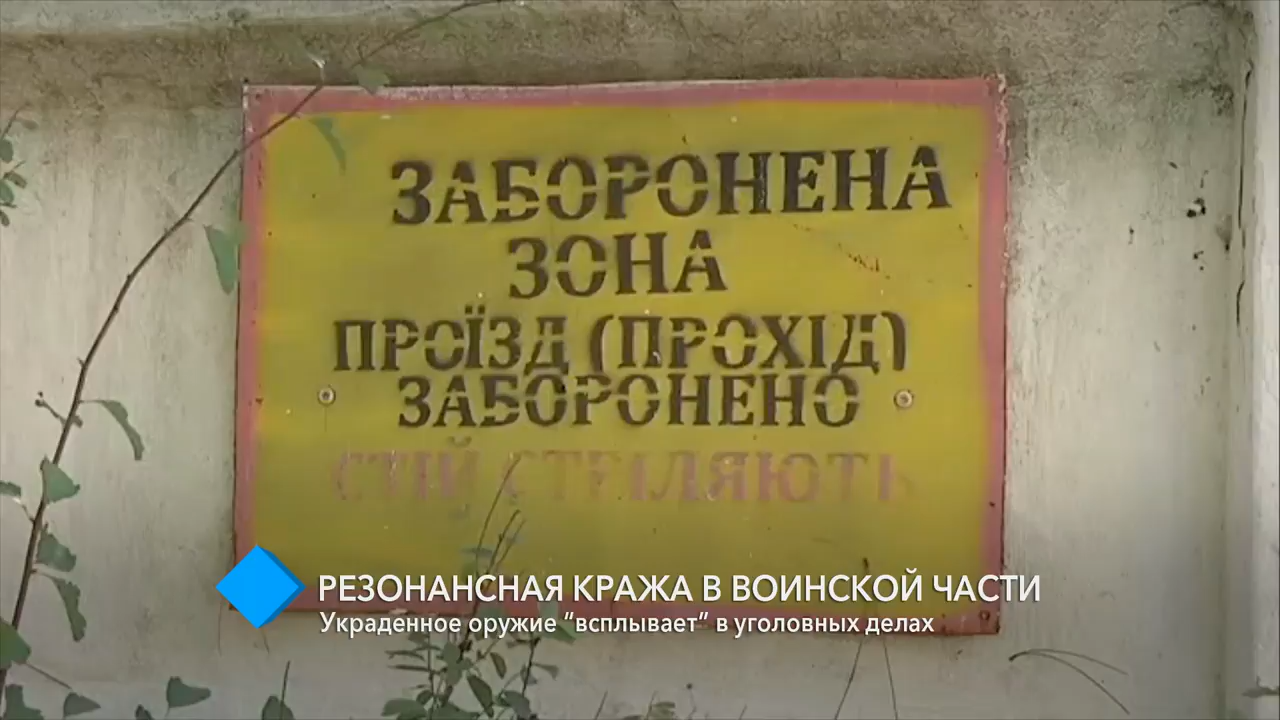 ЗАБОРОНЕНА
ЗОНА
ПРОЇЗД (ПРОХІД)
ЗАБОРОНЕНО
СТІЙ СТРІЛЯЮТЬ
РЕЗОНАНСНАЯ КРАЖА В ВОИНСКОЙ ЧАСТИ
Украденное оружие "всплывает" в уголовных делах